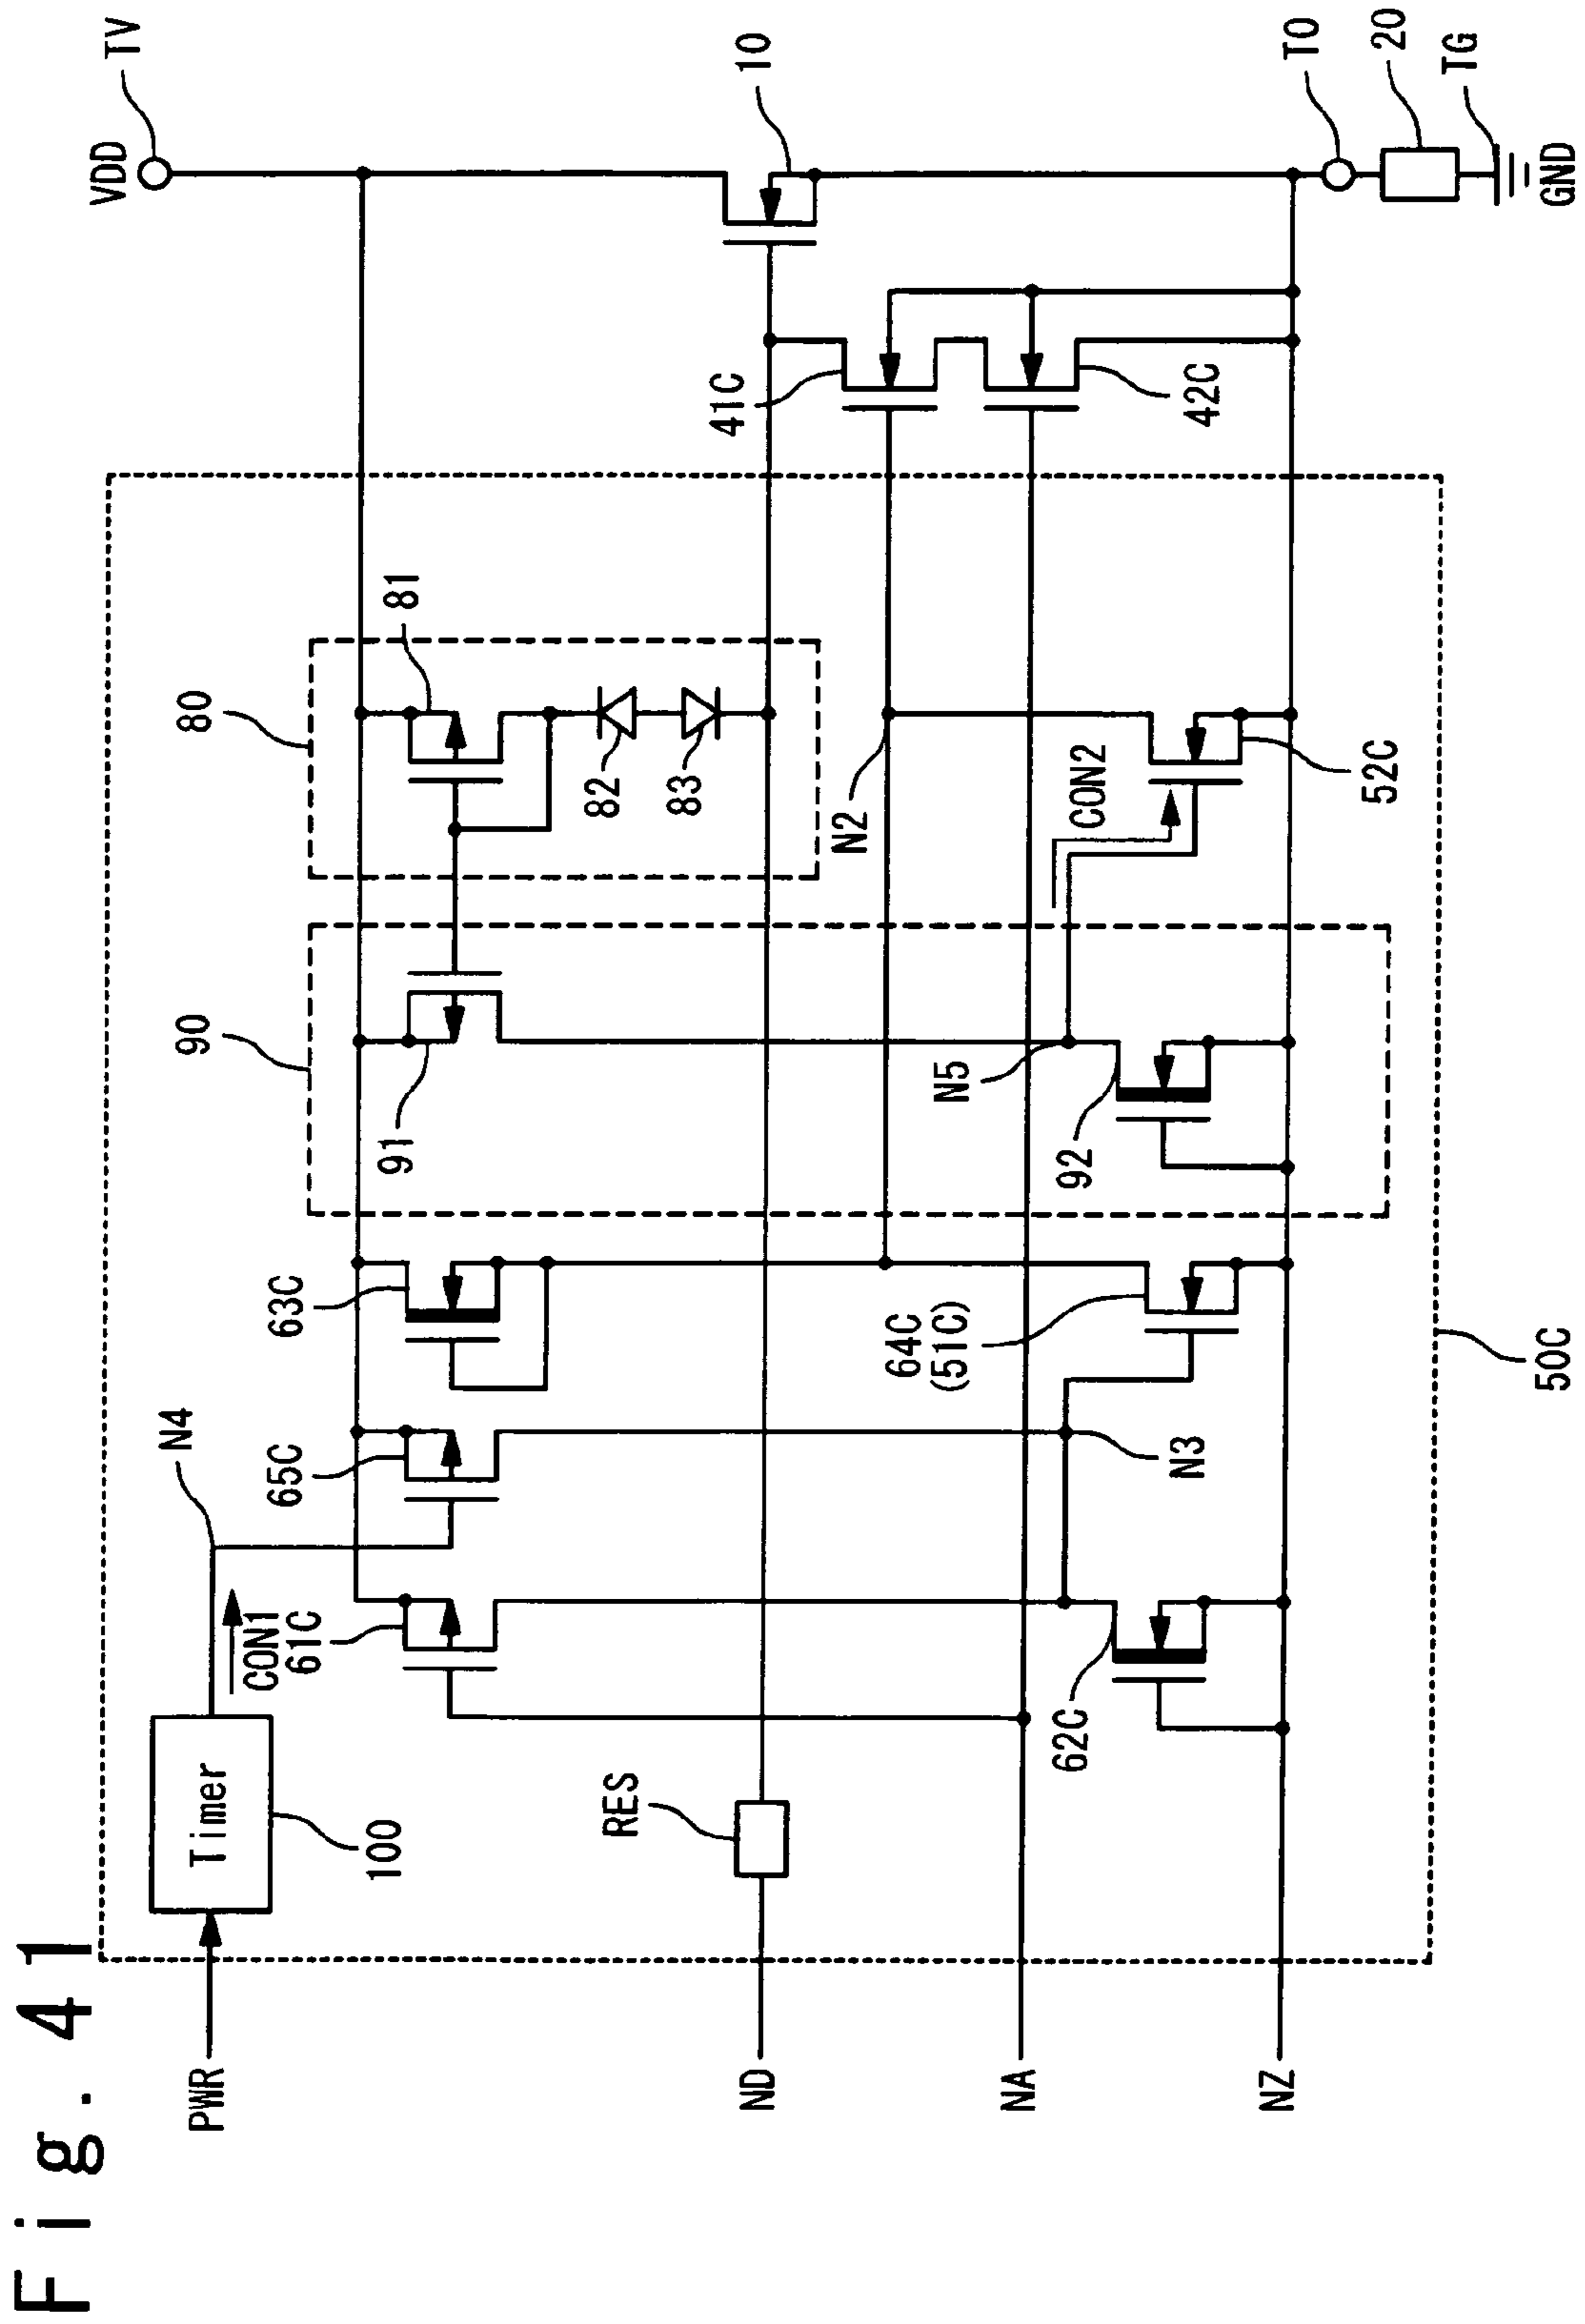 Fig. 41
VDD
TV
PWR
Timer
100
N4
CON1
61C
65C
63C
90
91
80
81
82
83
10
RES
ND
41C
N2
42C
NA
N5
CON2
92
52C
N3
64C
(51C)
62C
NZ
50C
TO
20
TG
GND